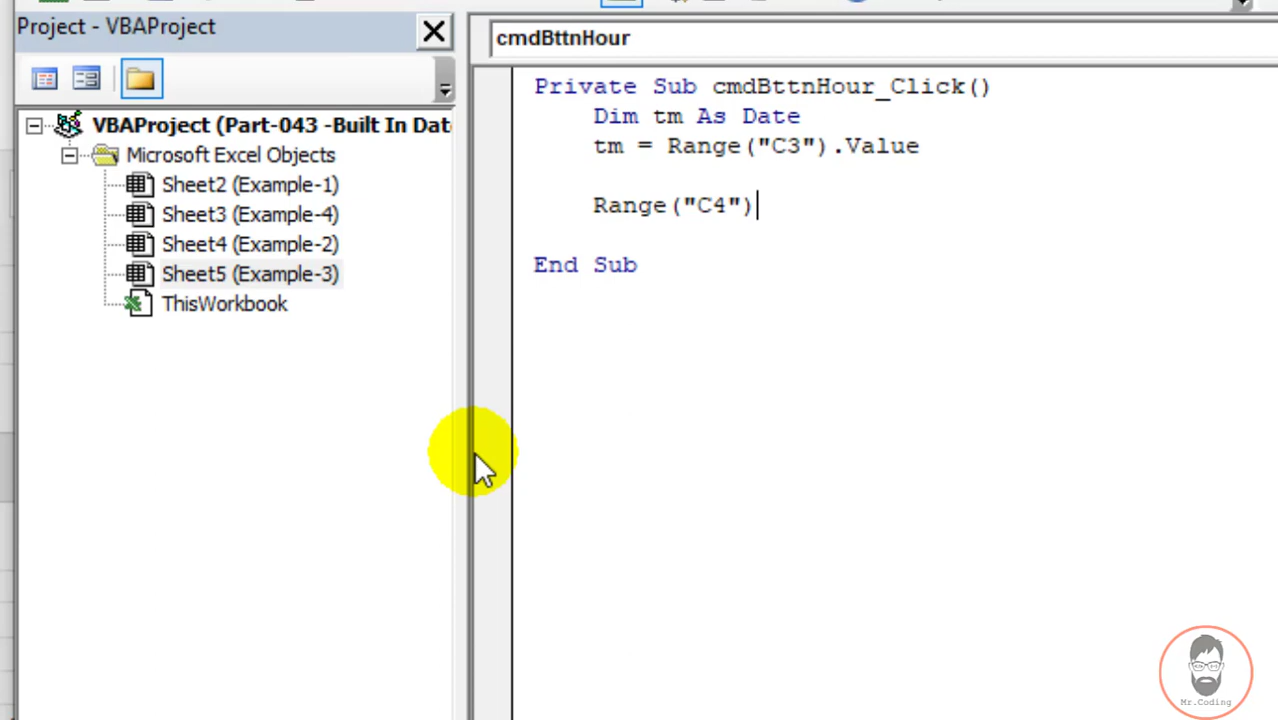 Project - VBAProject
VBAProject (Part-043 -Built In Dat
Microsoft Excel Objects
Sheet2 (Example-1)
Sheet3 (Example-4)
Sheet4 (Example-2)
Sheet5 (Example-3)
ThisWorkbook
cmdBttnHour
Private Sub cmdBttnHour_Click()
Dim tm As Date
tm = Range("C3").Value
Range("C4")
End Sub
Mr.Coding